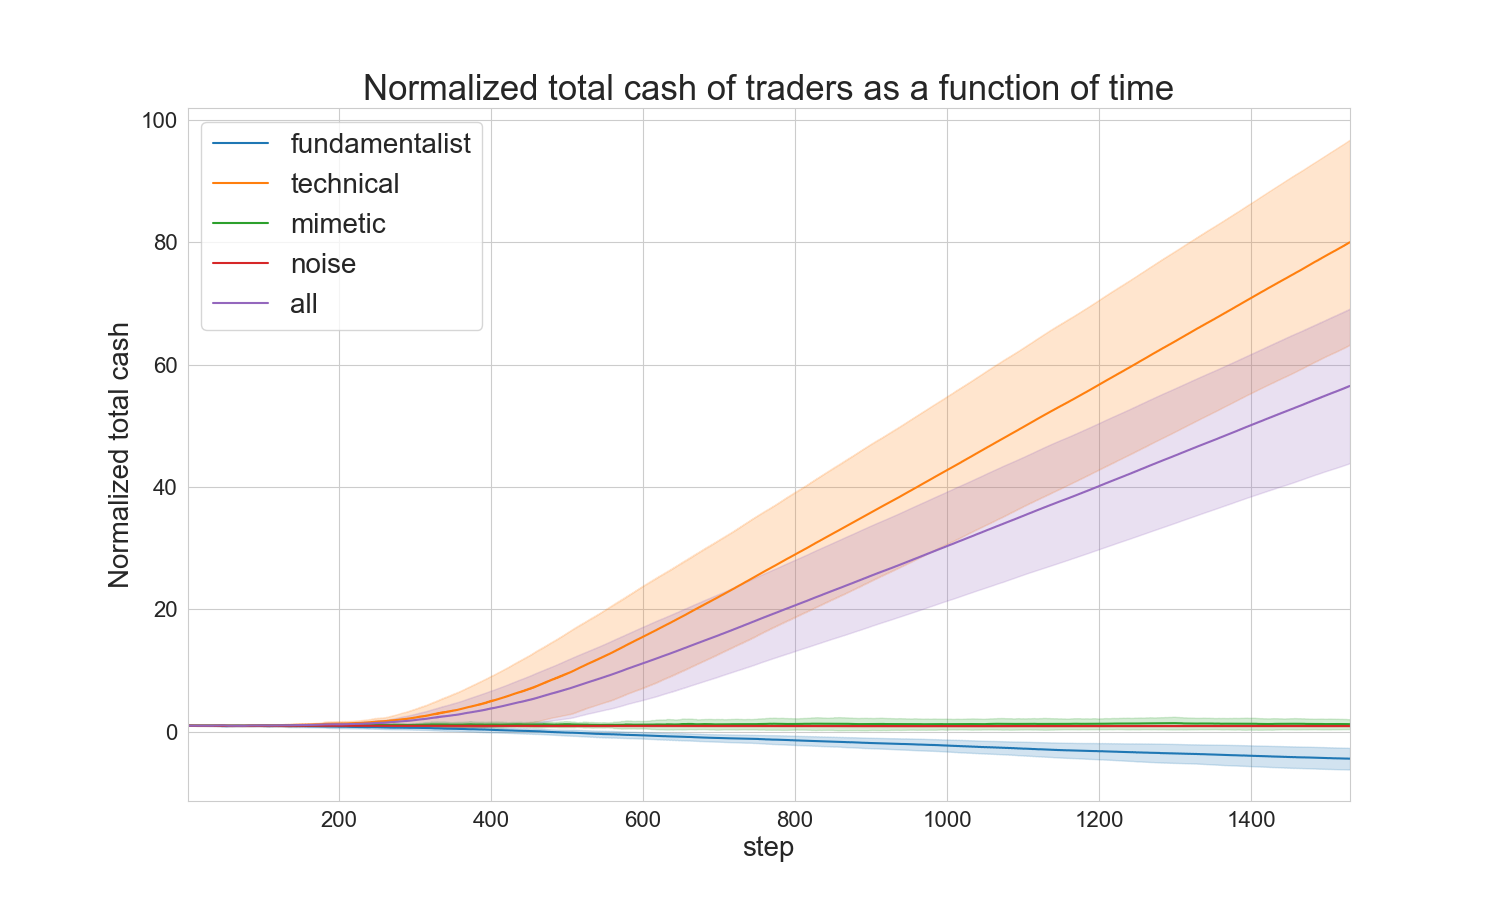 Normalized total cash of traders as a function of time
100
80
60
40
20
0
Normalized total cash
fundamentalist
technical
mimetic
noise
all
200 400 600 800 1000 1200 1400
step